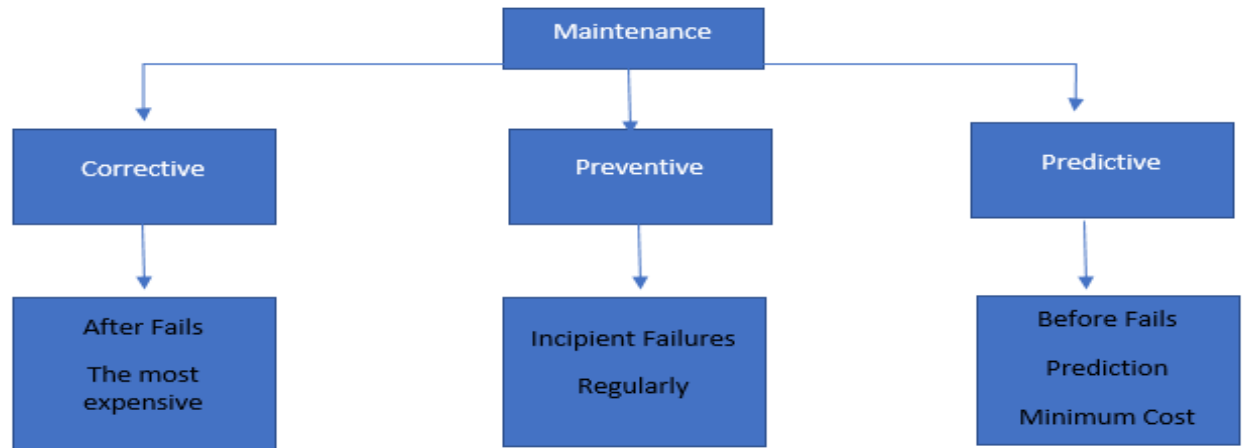 Maintenance
Corrective
Preventive
Predictive
After Fails
The most
expensive
Incipient Failures
Regularly
Before Fails
Prediction
Minimum Cost